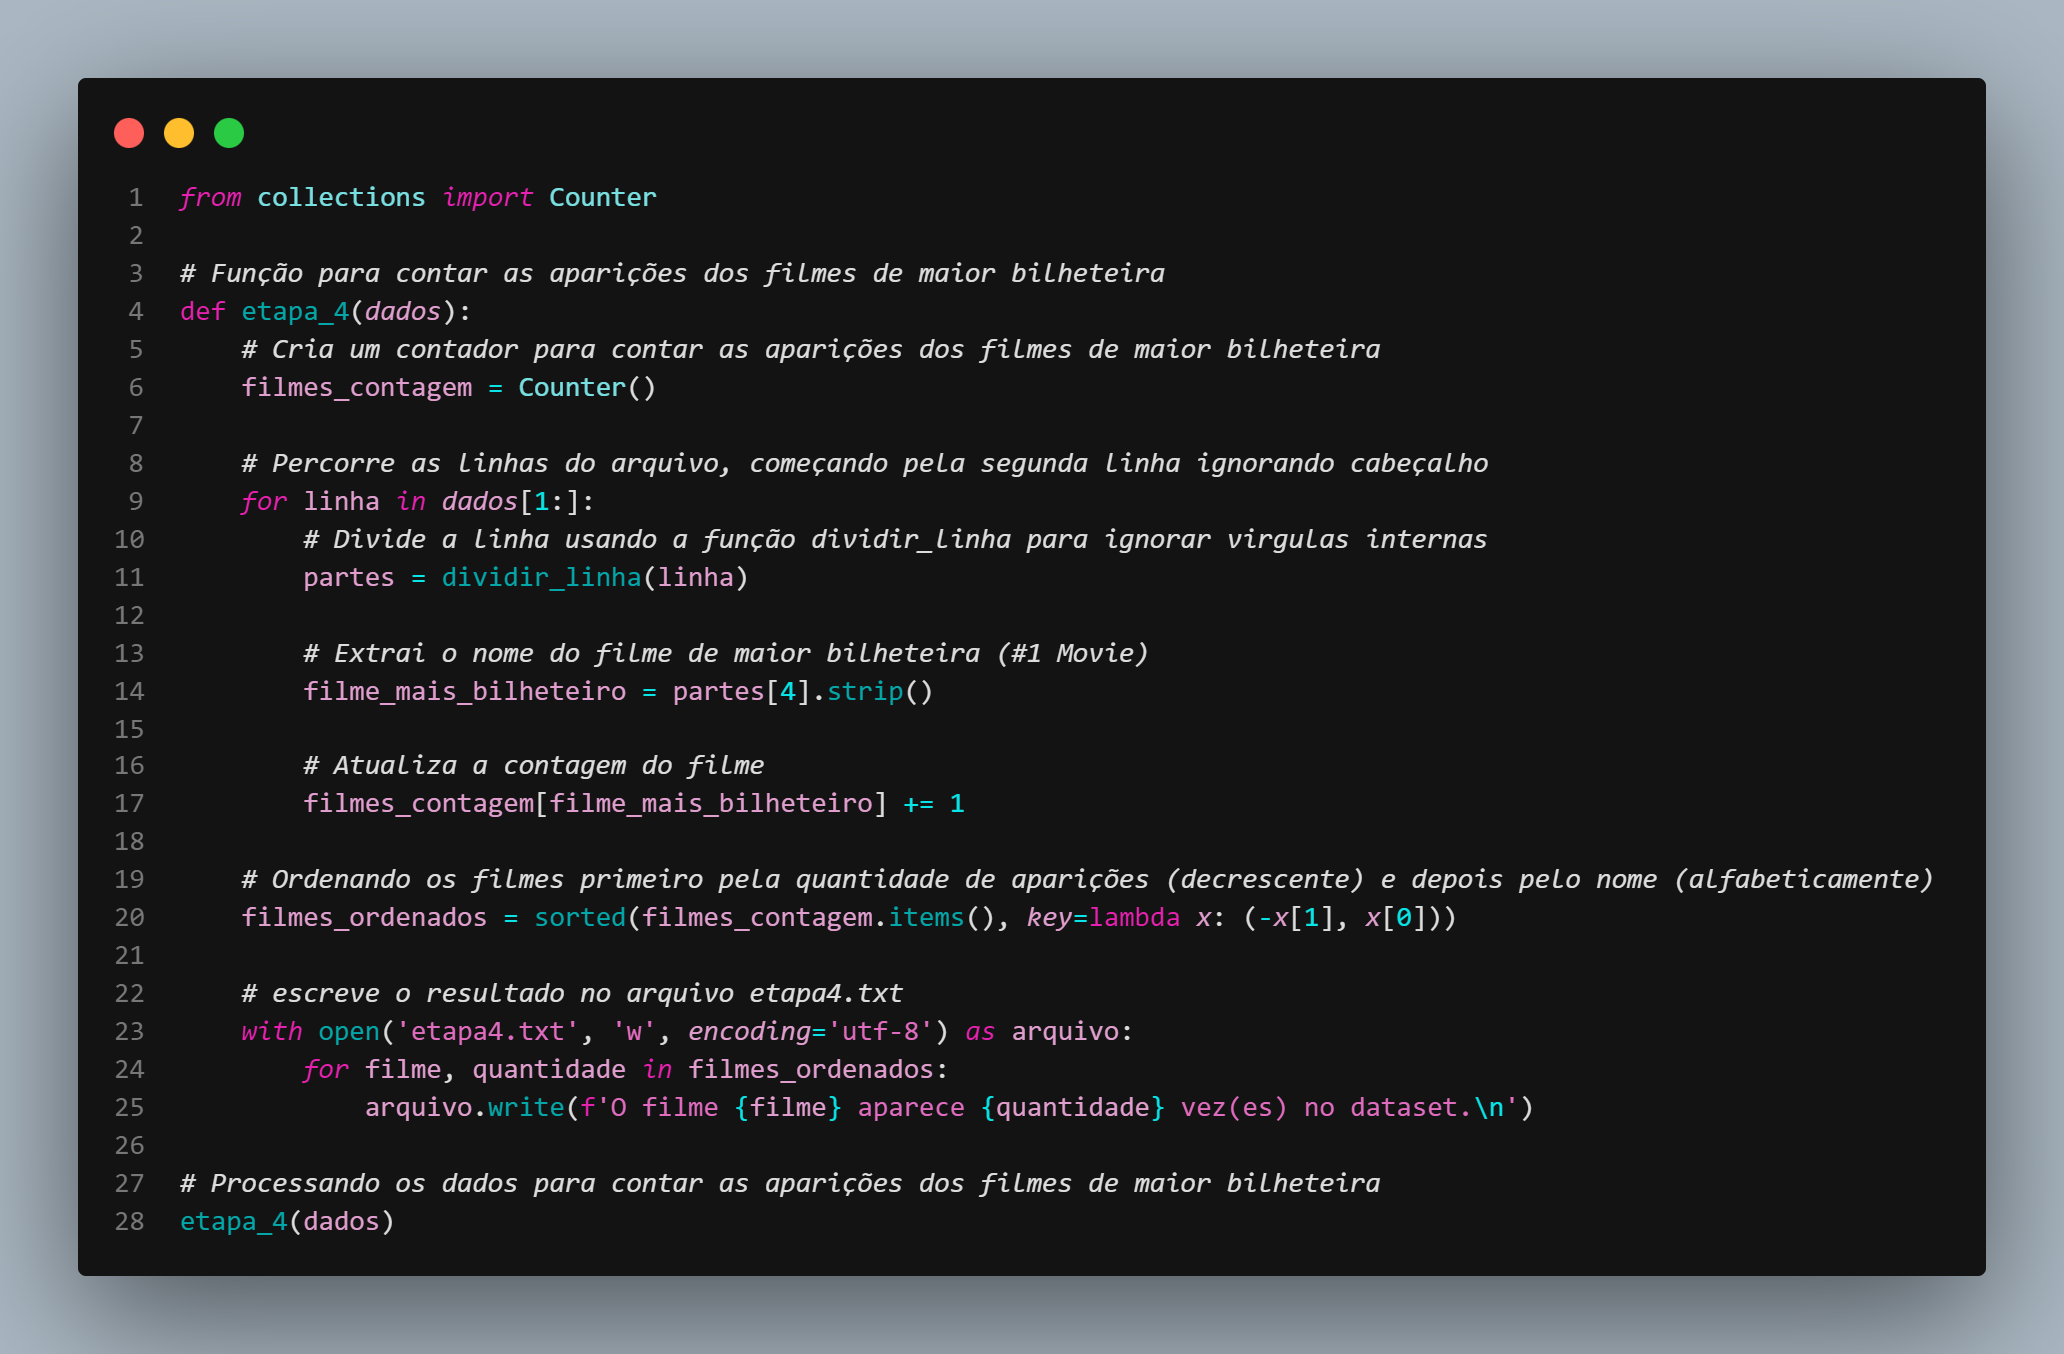 1 from collections import Counter
2
3 # Função para contar as aparições dos filmes de maior bilheteira
4 def etapa_4(dados):
5     # Cria um contador para contar as aparições dos filmes de maior bilheteira
6     filmes_contagem = Counter()
7
8     # Percorre as linhas do arquivo, começando pela segunda linha ignorando cabeçalho
9     for linha in dados[1:]:
10         # Divide a linha usando a função dividir_linha para ignorar virgulas internas
11         partes = dividir_linha(linha)
12
13         # Extrai o nome do filme de maior bilheteira (#1 Movie)
14         filme_mais_bilheteiro = partes[4].strip()
15
16         # Atualiza a contagem do filme
17         filmes_contagem[filme_mais_bilheteiro] += 1
18
19     # Ordenando os filmes primeiro pela quantidade de aparições (decrescente) e depois pelo nome (alfabeticamente)
20     filmes_ordenados = sorted(filmes_contagem.items(), key=lambda x: (-x[1], x[0]))
21
22     # escreve o resultado no arquivo etapa4.txt
23     with open('etapa4.txt', 'w', encoding='utf-8') as arquivo:
24         for filme, quantidade in filmes_ordenados:
25             arquivo.write(f'O filme {filme} aparece {quantidade} vez(es) no dataset.\n')
26
27 # Processando os dados para contar as aparições dos filmes de maior bilheteira
28 etapa_4(dados)